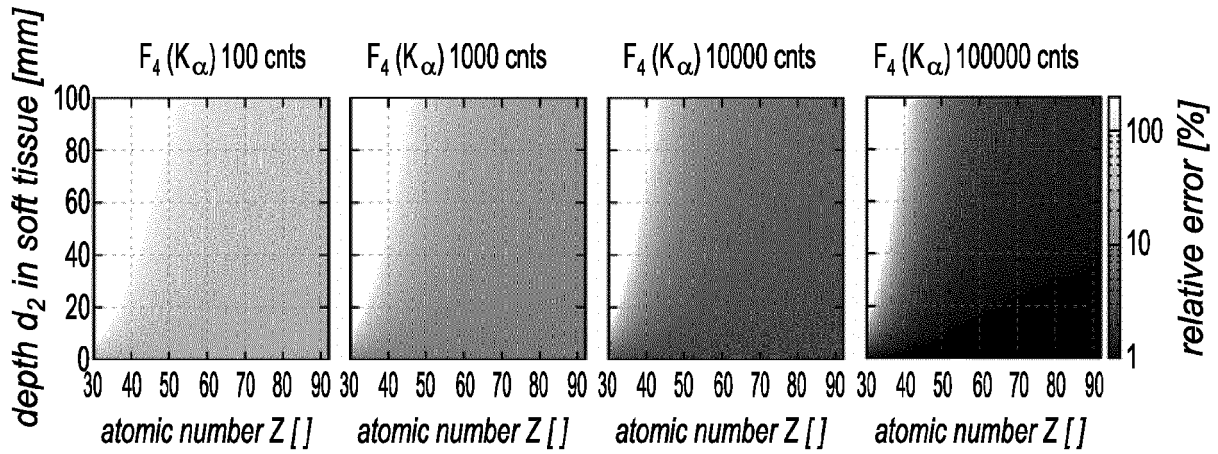 F₄ (Kα) 100 cnts
F₄ (Kα) 1000 cnts
F₄ (Kα) 10000 cnts
F₄ (Kα) 100000 cnts
depth d₂ in soft tissue [mm]
100
80
60
40
20
0
30 40 50 60 70 80 90
30 40 50 60 70 80 90
30 40 50 60 70 80 90
30 40 50 60 70 80 90
atomic number Z [ ]
atomic number Z [ ]
atomic number Z [ ]
atomic number Z [ ]
100
10
1
relative error [%]